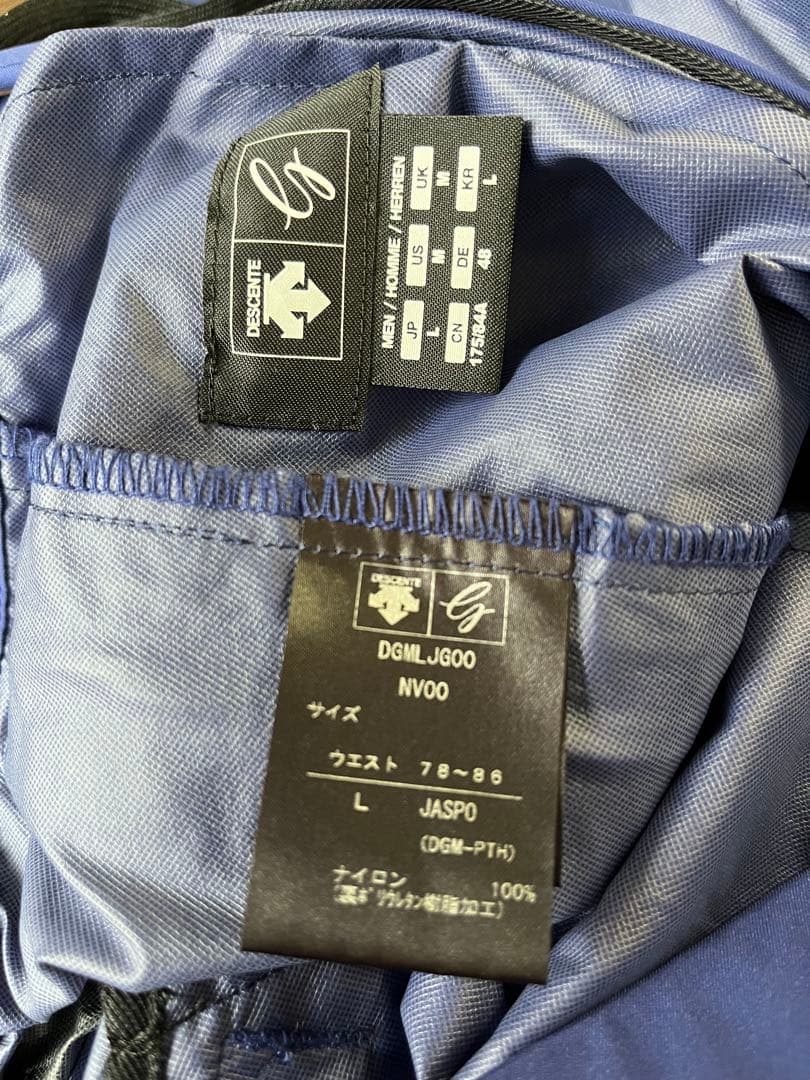 DESCENTE
MEN / HOMME / HERREN
JP US UK
L M M
CN DE KR
175/84A 48 L
DESCENTE
DGMLJG00
NV00
サイズ
ウエスト 78~86
L JASPO
(DGM-PTH)
ナイロン 100%
(裏ポリウレタン樹脂加工)